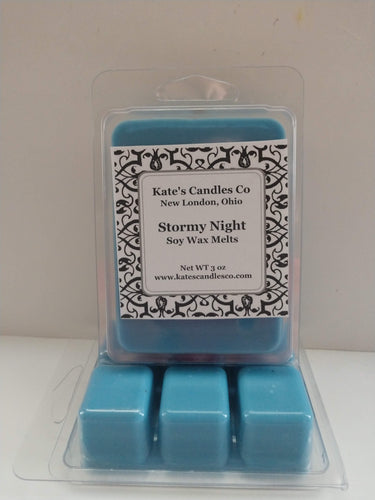 Kate's Candles Co
New London, Ohio
Stormy Night
Soy Wax Melts
Net WT 3 oz
www.katescandlesco.com